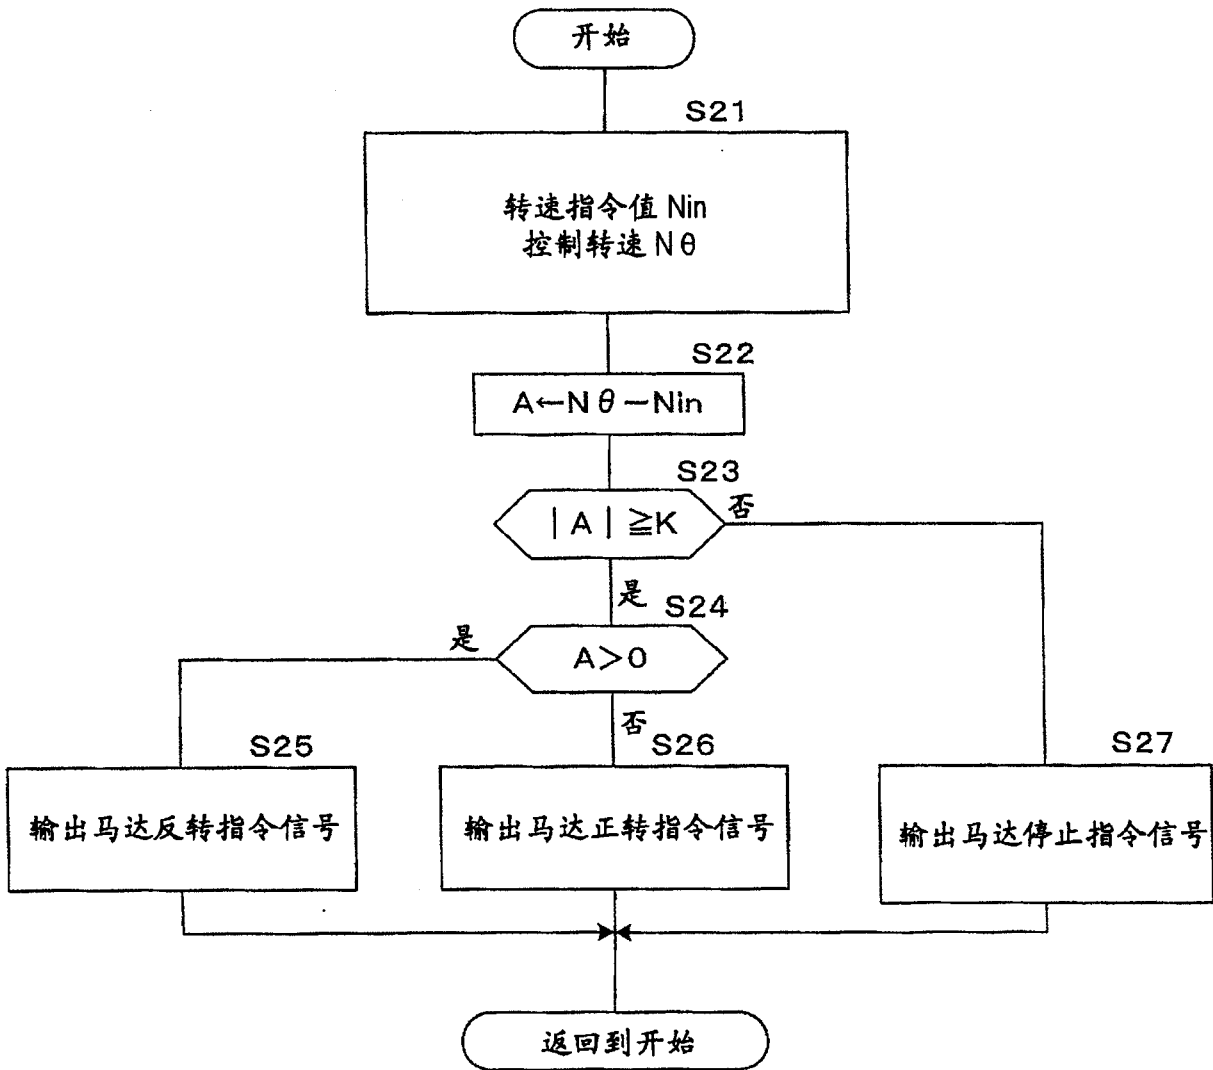 开始
S21
转速指令值 Nin
控制转速 Nθ
S22
A←Nθ−Nin
S23
|A|≧K
否
是
S24
A>0
是
否
S25
S26
S27
输出马达反转指令信号
输出马达正转指令信号
输出马达停止指令信号
返回到开始